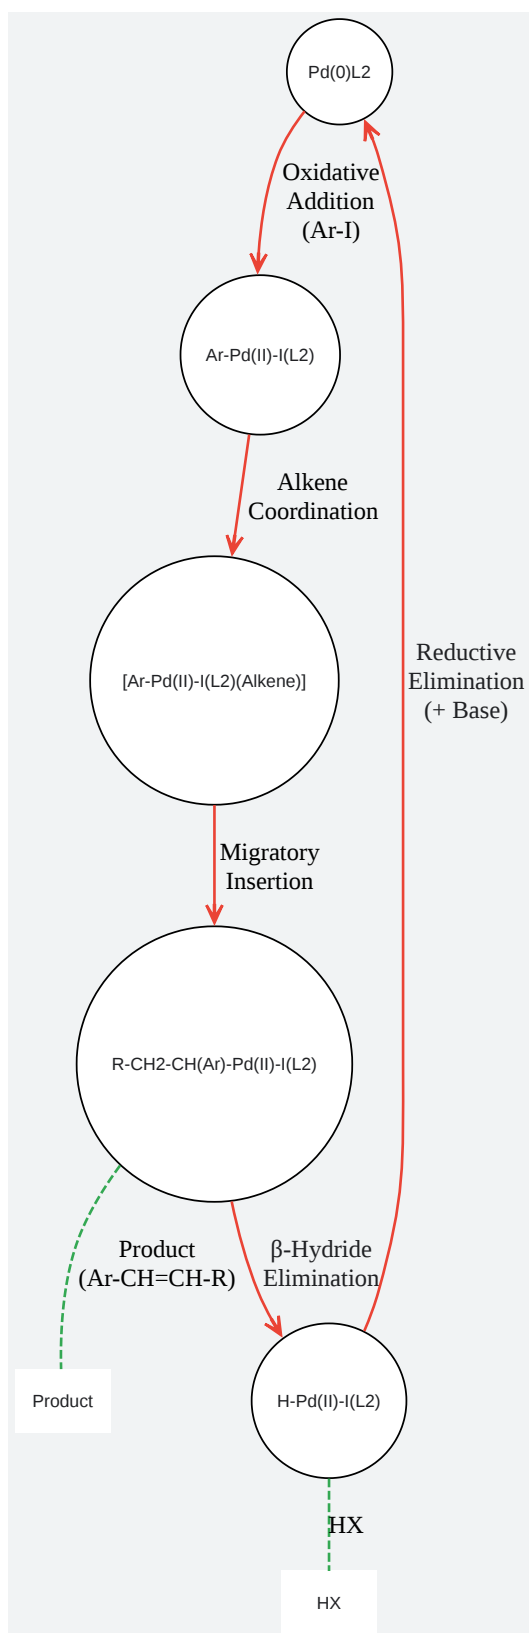 Pd(0)L2
Oxidative
Addition
(Ar-I)
Ar-Pd(II)-I(L2)
Alkene
Coordination
[Ar-Pd(II)-I(L2)(Alkene)]
Reductive
Elimination
(+ Base)
Migratory
Insertion
R-CH2-CH(Ar)-Pd(II)-I(L2)
Product
(Ar-CH=CH-R)
β-Hydride
Elimination
Product
H-Pd(II)-I(L2)
HX
HX